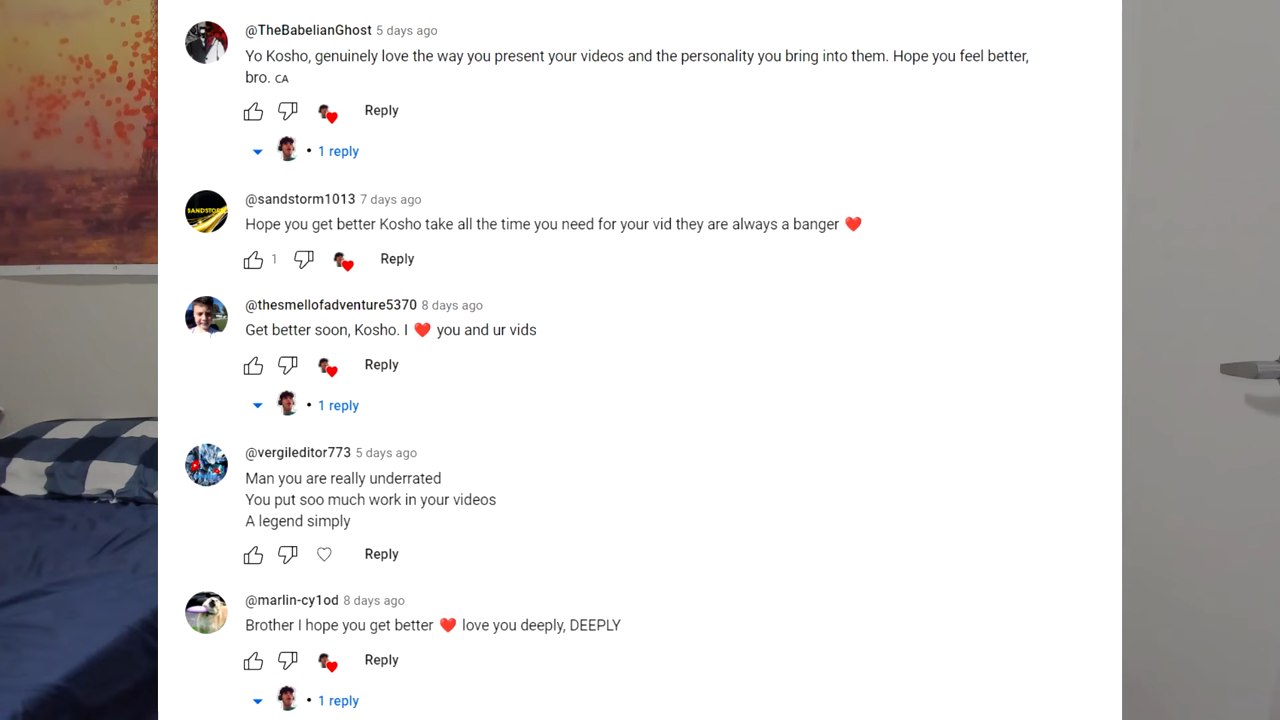 @TheBabelianGhost 5 days ago
Yo Kosho, genuinely love the way you present your videos and the personality you bring into them. Hope you feel better,
bro. CA
Reply
• 1 reply
SANDSTORM
@sandstorm1013 7 days ago
Hope you get better Kosho take all the time you need for your vid they are always a banger ❤️
1 Reply
@thesmellofadventure5370 8 days ago
Get better soon, Kosho. I ❤️ you and ur vids
Reply
• 1 reply
@vergileditor773 5 days ago
Man you are really underrated
You put soo much work in your videos
A legend simply
Reply
@marlin-cy1od 8 days ago
Brother I hope you get better ❤️ love you deeply, DEEPLY
Reply
• 1 reply